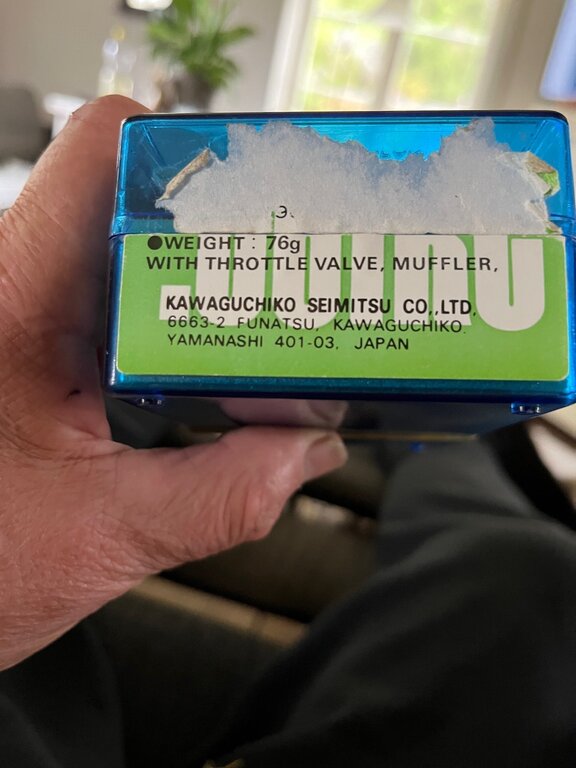 ●WEIGHT : 76g
WITH THROTTLE VALVE, MUFFLER,
KAWAGUCHIKO SEIMITSU CO,.LTD.
6663-2 FUNATSU, KAWAGUCHIKO.
YAMANASHI 401-03, JAPAN